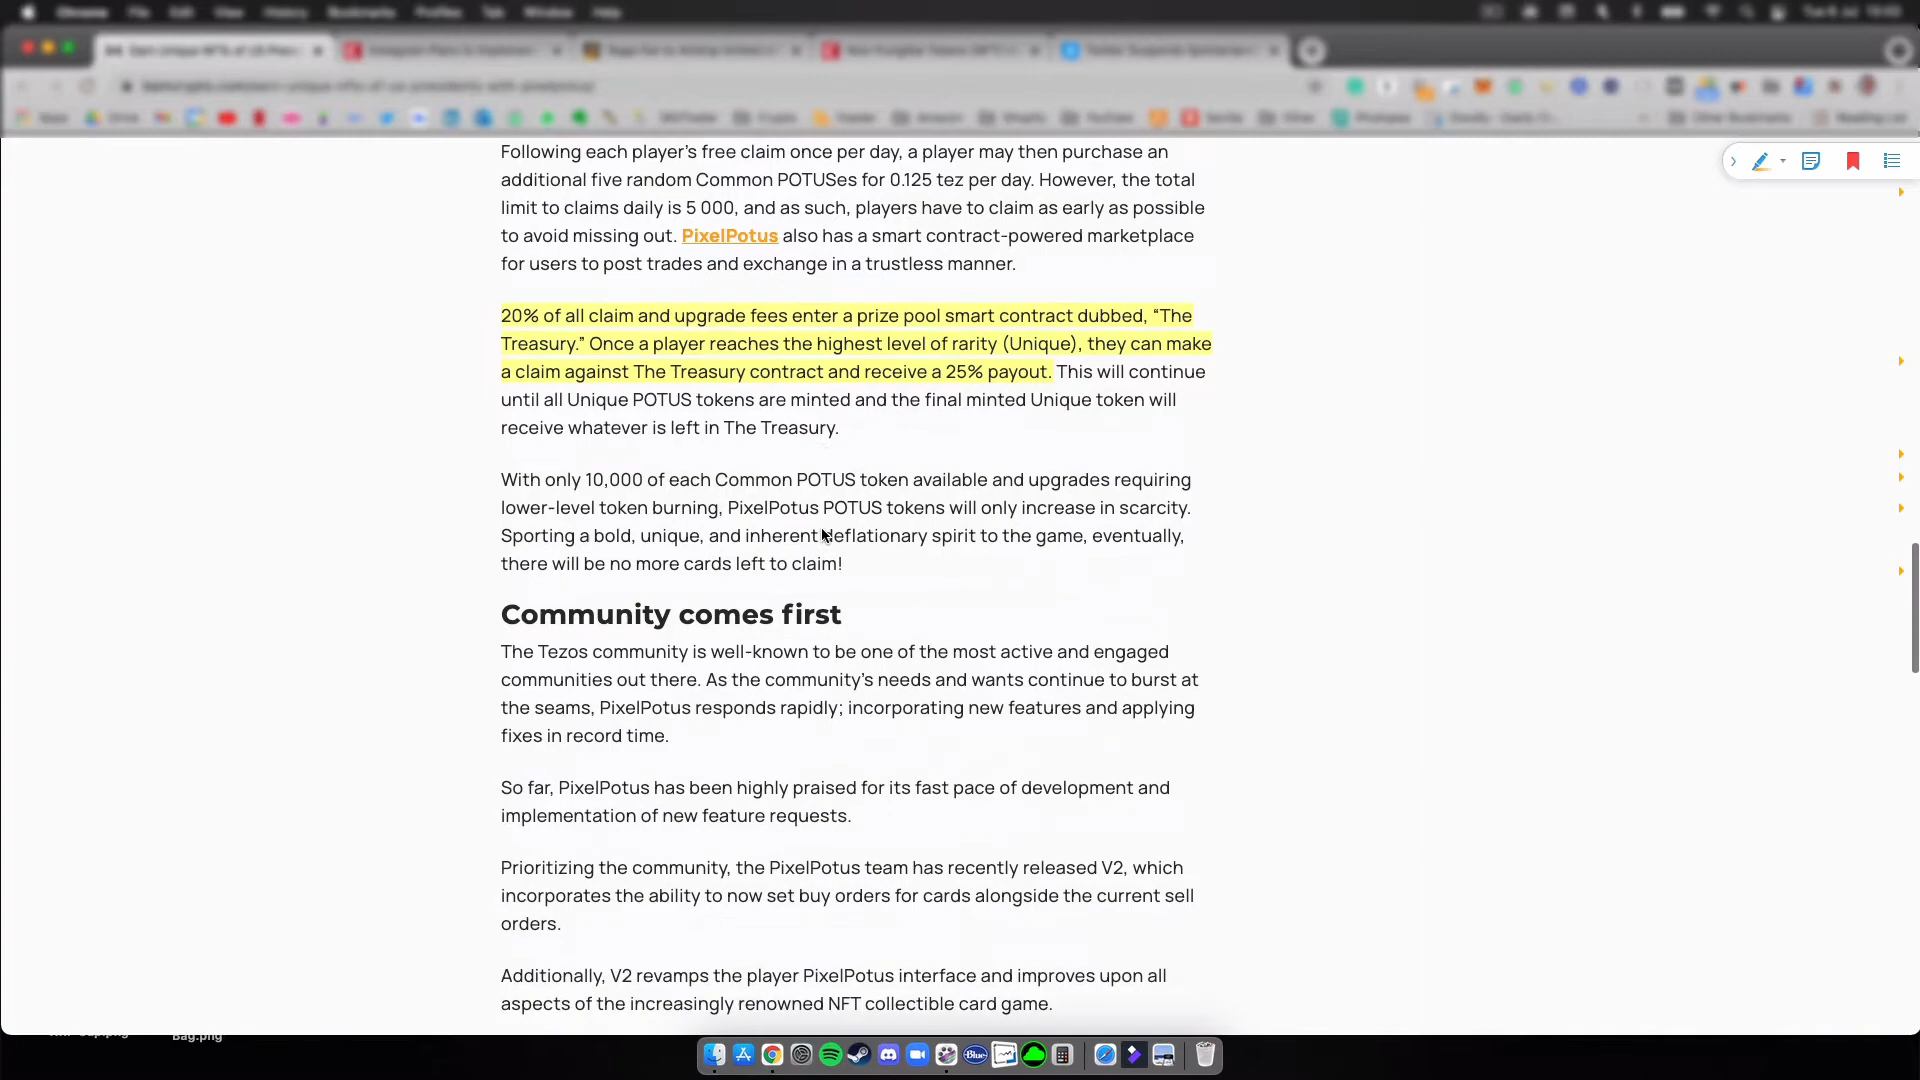 Chrome File Edit View History Bookmarks Profiles Tab Window Help
Following each player's free claim once per day, a player may then purchase an
additional five random Common POTUSes for 0.125 tez per day. However, the total
limit to claims daily is 5 000, and as such, players have to claim as early as possible
to avoid missing out. PixelPotus also has a smart contract-powered marketplace
for users to post trades and exchange in a trustless manner.
20% of all claim and upgrade fees enter a prize pool smart contract dubbed, “The
Treasury.” Once a player reaches the highest level of rarity (Unique), they can make
a claim against The Treasury contract and receive a 25% payout. This will continue
until all Unique POTUS tokens are minted and the final minted Unique token will
receive whatever is left in The Treasury.
With only 10,000 of each Common POTUS token available and upgrades requiring
lower-level token burning, PixelPotus POTUS tokens will only increase in scarcity.
Sporting a bold, unique, and inherent deflationary spirit to the game, eventually,
there will be no more cards left to claim!
Community comes first
The Tezos community is well-known to be one of the most active and engaged
communities out there. As the community's needs and wants continue to burst at
the seams, PixelPotus responds rapidly; incorporating new features and applying
fixes in record time.
So far, PixelPotus has been highly praised for its fast pace of development and
implementation of new feature requests.
Prioritizing the community, the PixelPotus team has recently released V2, which
incorporates the ability to now set buy orders for cards alongside the current sell
orders.
Additionally, V2 revamps the player PixelPotus interface and improves upon all
aspects of the increasingly renowned NFT collectible card game.
Bag.png